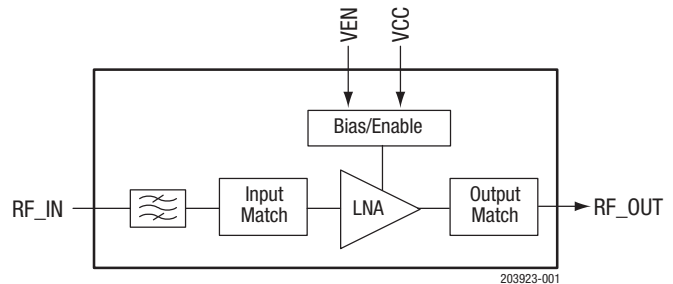 VEN
VCC
Bias/Enable
RF_IN
Input
Match
LNA
Output
Match
RF_OUT
203923-001